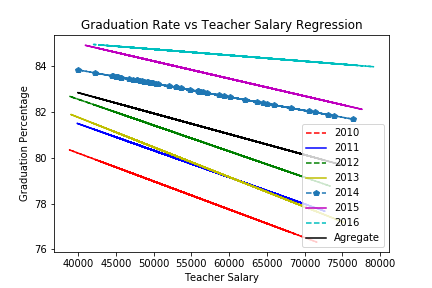 Graduation Rate vs Teacher Salary Regression
Graduation Percentage
84
82
80
78
76
2010
2011
2012
2013
2014
2015
2016
Agregate
40000 45000 50000 55000 60000 65000 70000 75000 80000
Teacher Salary